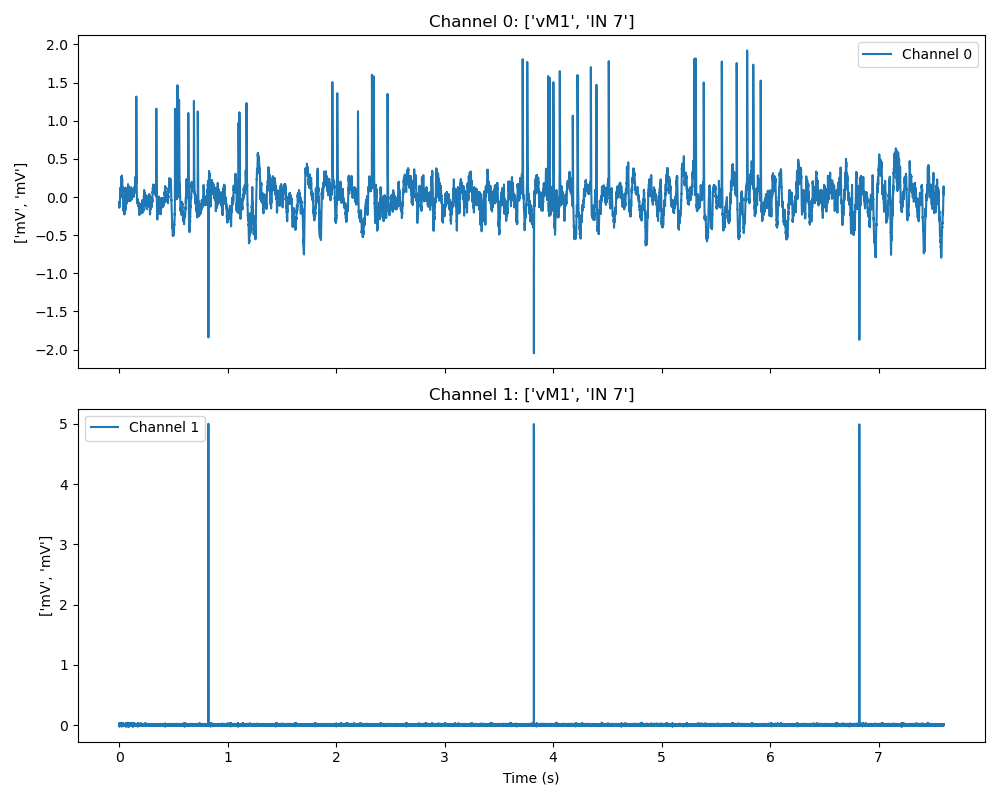 Channel 0: ['vM1', 'IN 7']
Channel 0
2.0
1.5
1.0
0.5
0.0
−0.5
−1.0
−1.5
−2.0
['mV', 'mV']
Channel 1: ['vM1', 'IN 7']
Channel 1
5
4
3
2
1
0
['mV', 'mV']
0 1 2 3 4 5 6 7
Time (s)